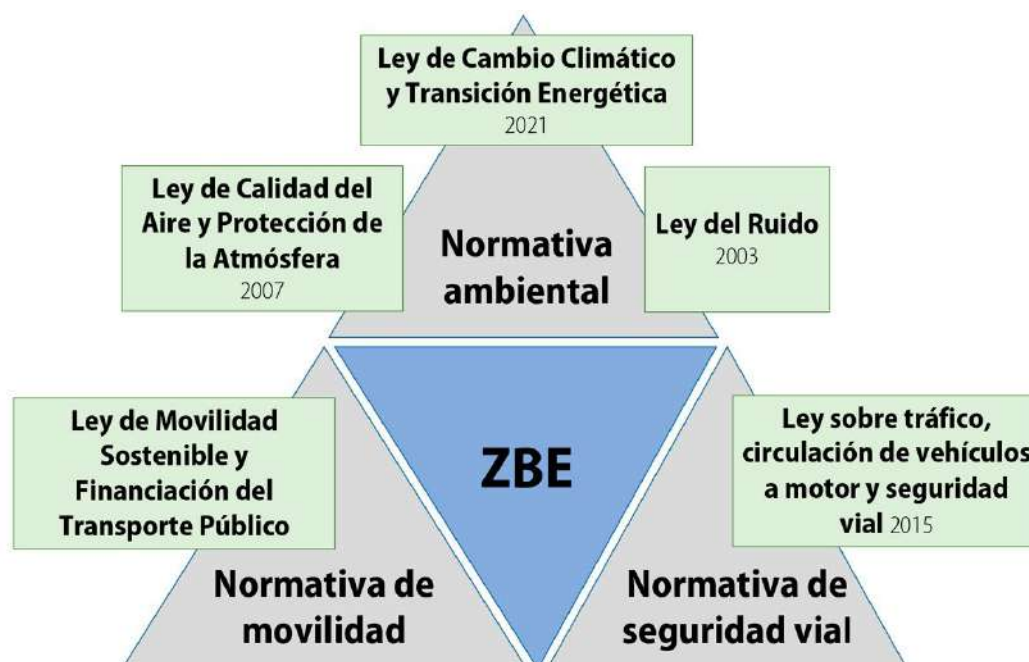 Ley de Cambio Climático
y Transición Energética
2021
Ley de Calidad del
Aire y Protección de
la Atmósfera
2007
Normativa
ambiental
Ley del Ruido
2003
Ley de Movilidad
Sostenible y
Financiación del
Transporte Público
ZBE
Ley sobre tráfico,
circulación de vehículos
a motor y seguridad
vial 2015
Normativa de
movilidad
Normativa de
seguridad vial